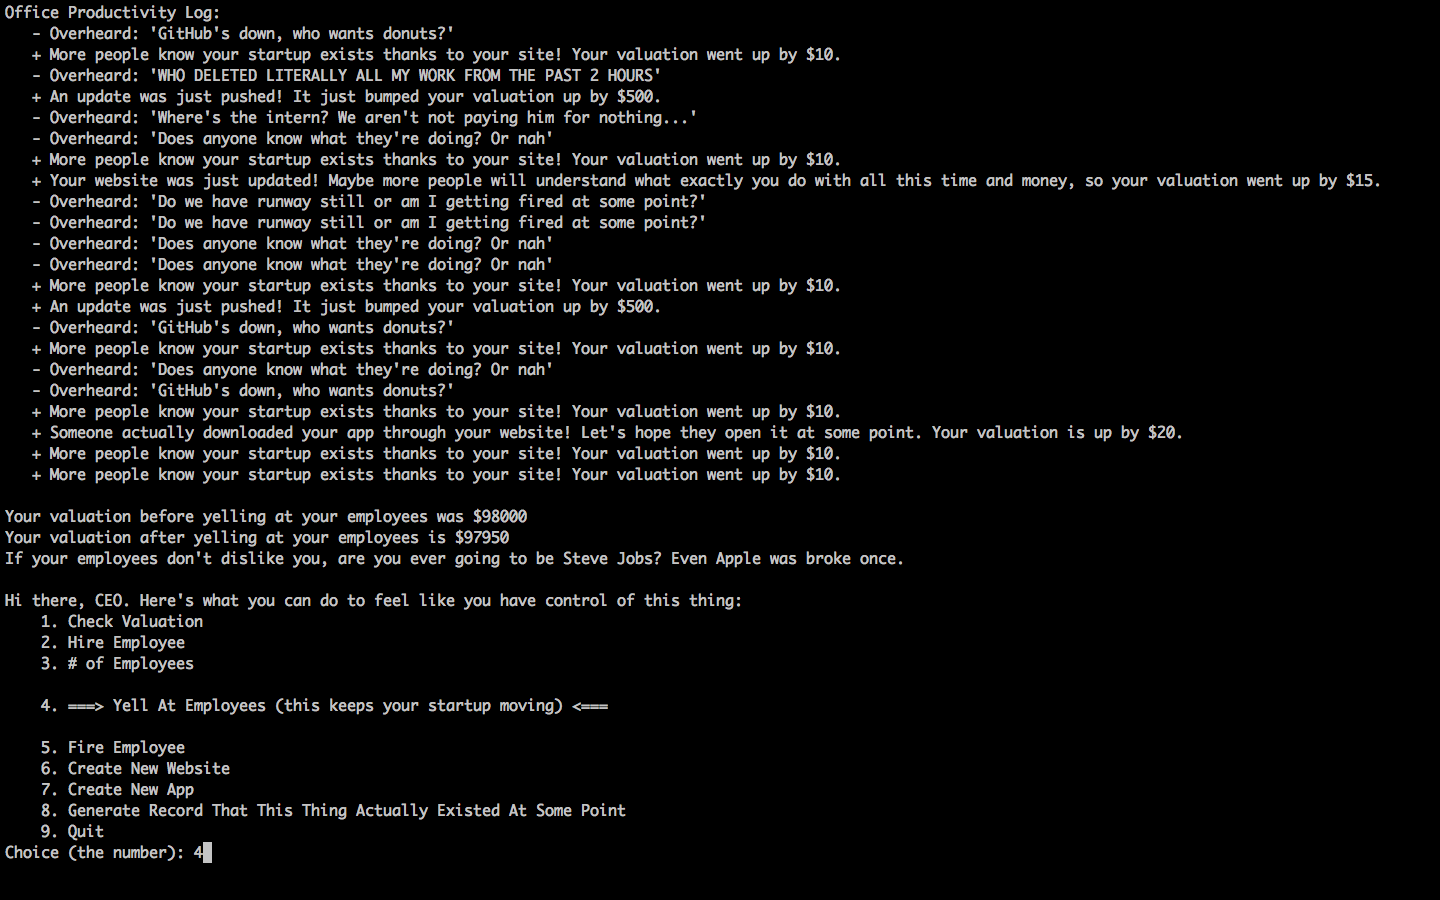 Office Productivity Log:
- Overheard: 'GitHub's down, who wants donuts?'
+ More people know your startup exists thanks to your site! Your valuation went up by $10.
- Overheard: 'WHO DELETED LITERALLY ALL MY WORK FROM THE PAST 2 HOURS'
+ An update was just pushed! It just bumped your valuation up by $500.
- Overheard: 'Where's the intern? We aren't not paying him for nothing...'
- Overheard: 'Does anyone know what they're doing? Or nah'
+ More people know your startup exists thanks to your site! Your valuation went up by $10.
+ Your website was just updated! Maybe more people will understand what exactly you do with all this time and money, so your valuation went up by $15.
- Overheard: 'Do we have runway still or am I getting fired at some point?'
- Overheard: 'Do we have runway still or am I getting fired at some point?'
- Overheard: 'Does anyone know what they're doing? Or nah'
- Overheard: 'Does anyone know what they're doing? Or nah'
+ More people know your startup exists thanks to your site! Your valuation went up by $10.
+ An update was just pushed! It just bumped your valuation up by $500.
- Overheard: 'GitHub's down, who wants donuts?'
+ More people know your startup exists thanks to your site! Your valuation went up by $10.
- Overheard: 'Does anyone know what they're doing? Or nah'
- Overheard: 'GitHub's down, who wants donuts?'
+ More people know your startup exists thanks to your site! Your valuation went up by $10.
+ Someone actually downloaded your app through your website! Let's hope they open it at some point. Your valuation is up by $20.
+ More people know your startup exists thanks to your site! Your valuation went up by $10.
+ More people know your startup exists thanks to your site! Your valuation went up by $10.
Your valuation before yelling at your employees was $98000
Your valuation after yelling at your employees is $97950
If your employees don't dislike you, are you ever going to be Steve Jobs? Even Apple was broke once.
Hi there, CEO. Here's what you can do to feel like you have control of this thing:
1. Check Valuation
2. Hire Employee
3. # of Employees
4. ===> Yell At Employees (this keeps your startup moving) <===
5. Fire Employee
6. Create New Website
7. Create New App
8. Generate Record That This Thing Actually Existed At Some Point
9. Quit
Choice (the number): 4